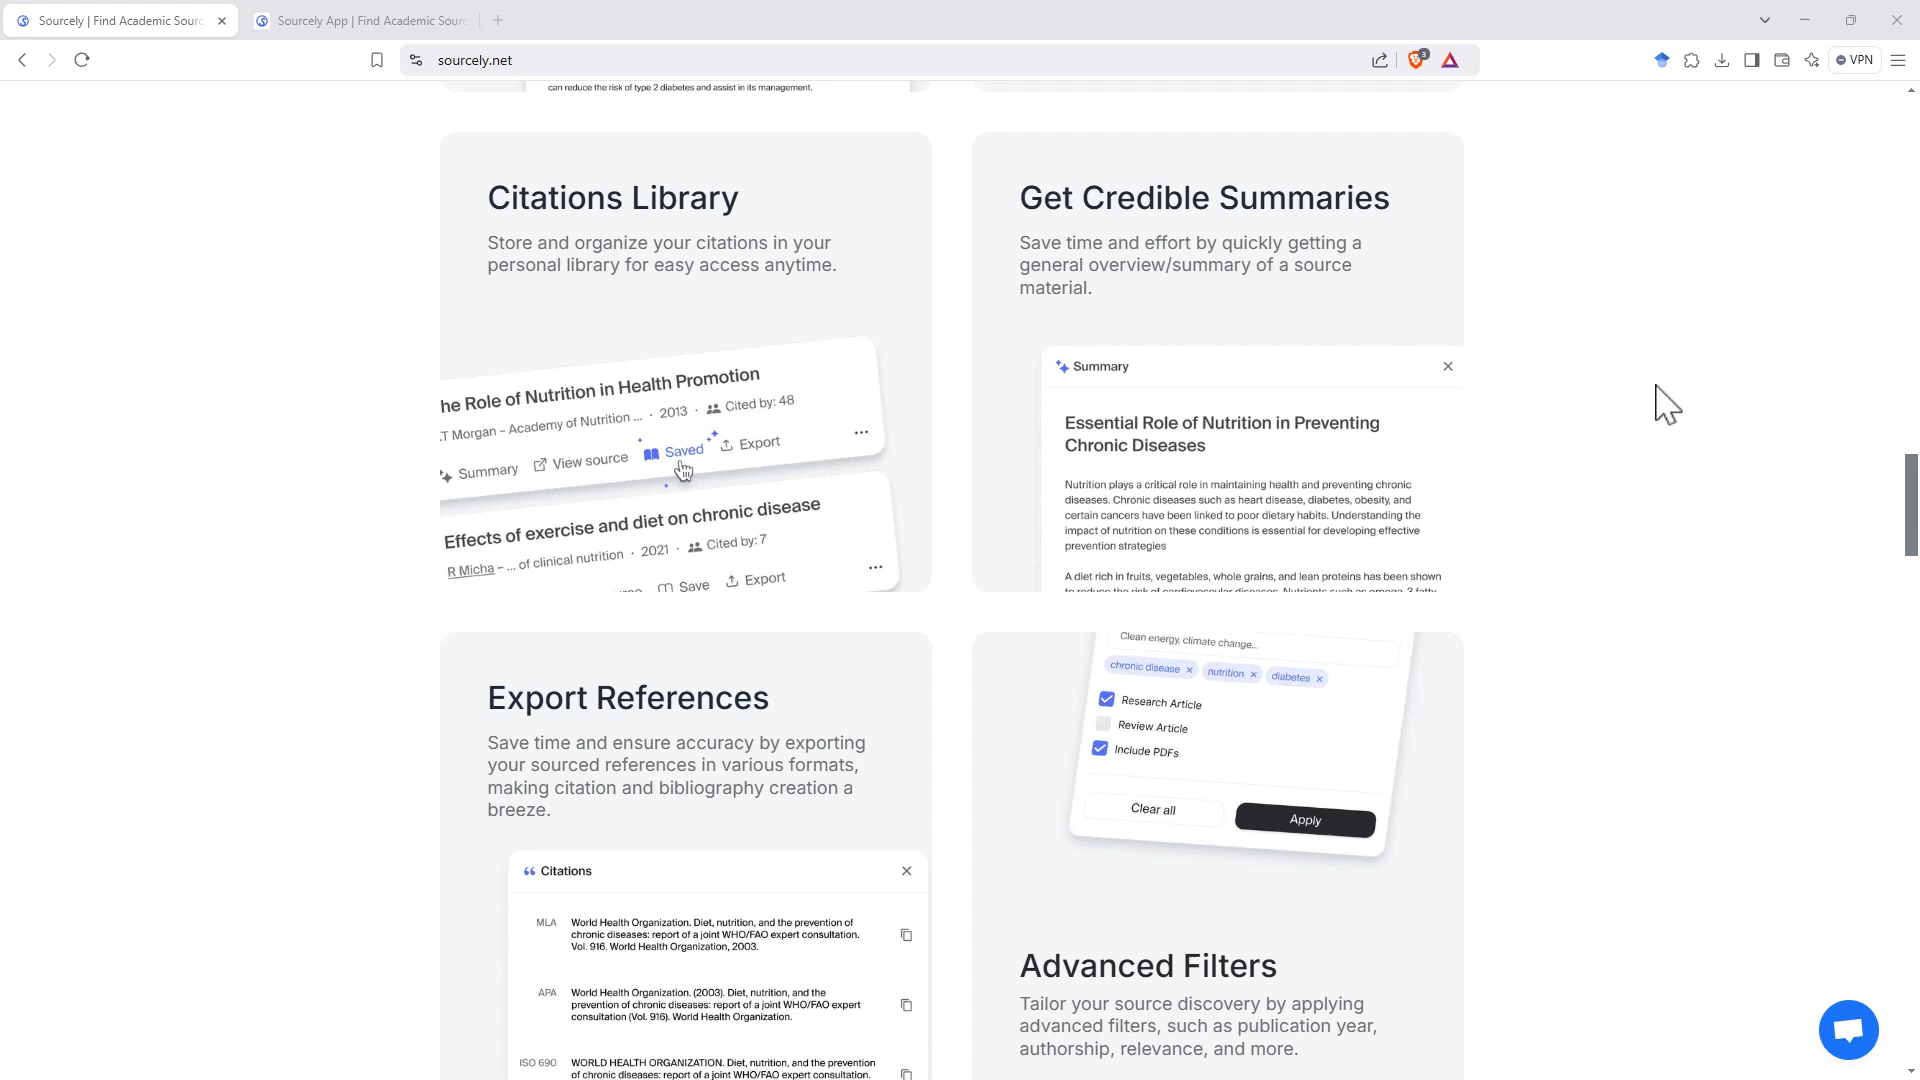 Sourcely | Find Academic Sourc
Sourcely App | Find Academic Sourc
sourcely.net
3
VPN
can reduce the risk of type 2 diabetes and assist in its management.
Citations Library
Store and organize your citations in your
personal library for easy access anytime.
he Role of Nutrition in Health Promotion
.T Morgan – Academy of Nutrition ... · 2013 · Cited by: 48
Summary View source Saved Export
Effects of exercise and diet on chronic disease
R Micha – ... of clinical nutrition · 2021 · Cited by: 7
Save Export
Get Credible Summaries
Save time and effort by quickly getting a
general overview/summary of a source
material.
Summary
Essential Role of Nutrition in Preventing
Chronic Diseases
Nutrition plays a critical role in maintaining health and preventing chronic
diseases. Chronic diseases such as heart disease, diabetes, obesity, and
certain cancers have been linked to poor dietary habits. Understanding the
impact of nutrition on these conditions is essential for developing effective
prevention strategies
A diet rich in fruits, vegetables, whole grains, and lean proteins has been shown
to reduce the risk of cardiovascular diseases. Nutrients such as omega-3 fatty
Export References
Save time and ensure accuracy by exporting
your sourced references in various formats,
making citation and bibliography creation a
breeze.
Citations
MLA World Health Organization. Diet, nutrition, and the prevention of
chronic diseases: report of a joint WHO/FAO expert consultation.
Vol. 916. World Health Organization, 2003.
APA World Health Organization. (2003). Diet, nutrition, and the
prevention of chronic diseases: report of a joint WHO/FAO expert
consultation (Vol. 916). World Health Organization.
ISO 690 WORLD HEALTH ORGANIZATION. Diet, nutrition, and the prevention
of chronic diseases: report of a joint WHO/FAO expert consultation.
Clean energy, climate change...
chronic disease × nutrition × diabetes ×
Research Article
Review Article
Include PDFs
Clear all
Apply
Advanced Filters
Tailor your source discovery by applying
advanced filters, such as publication year,
authorship, relevance, and more.